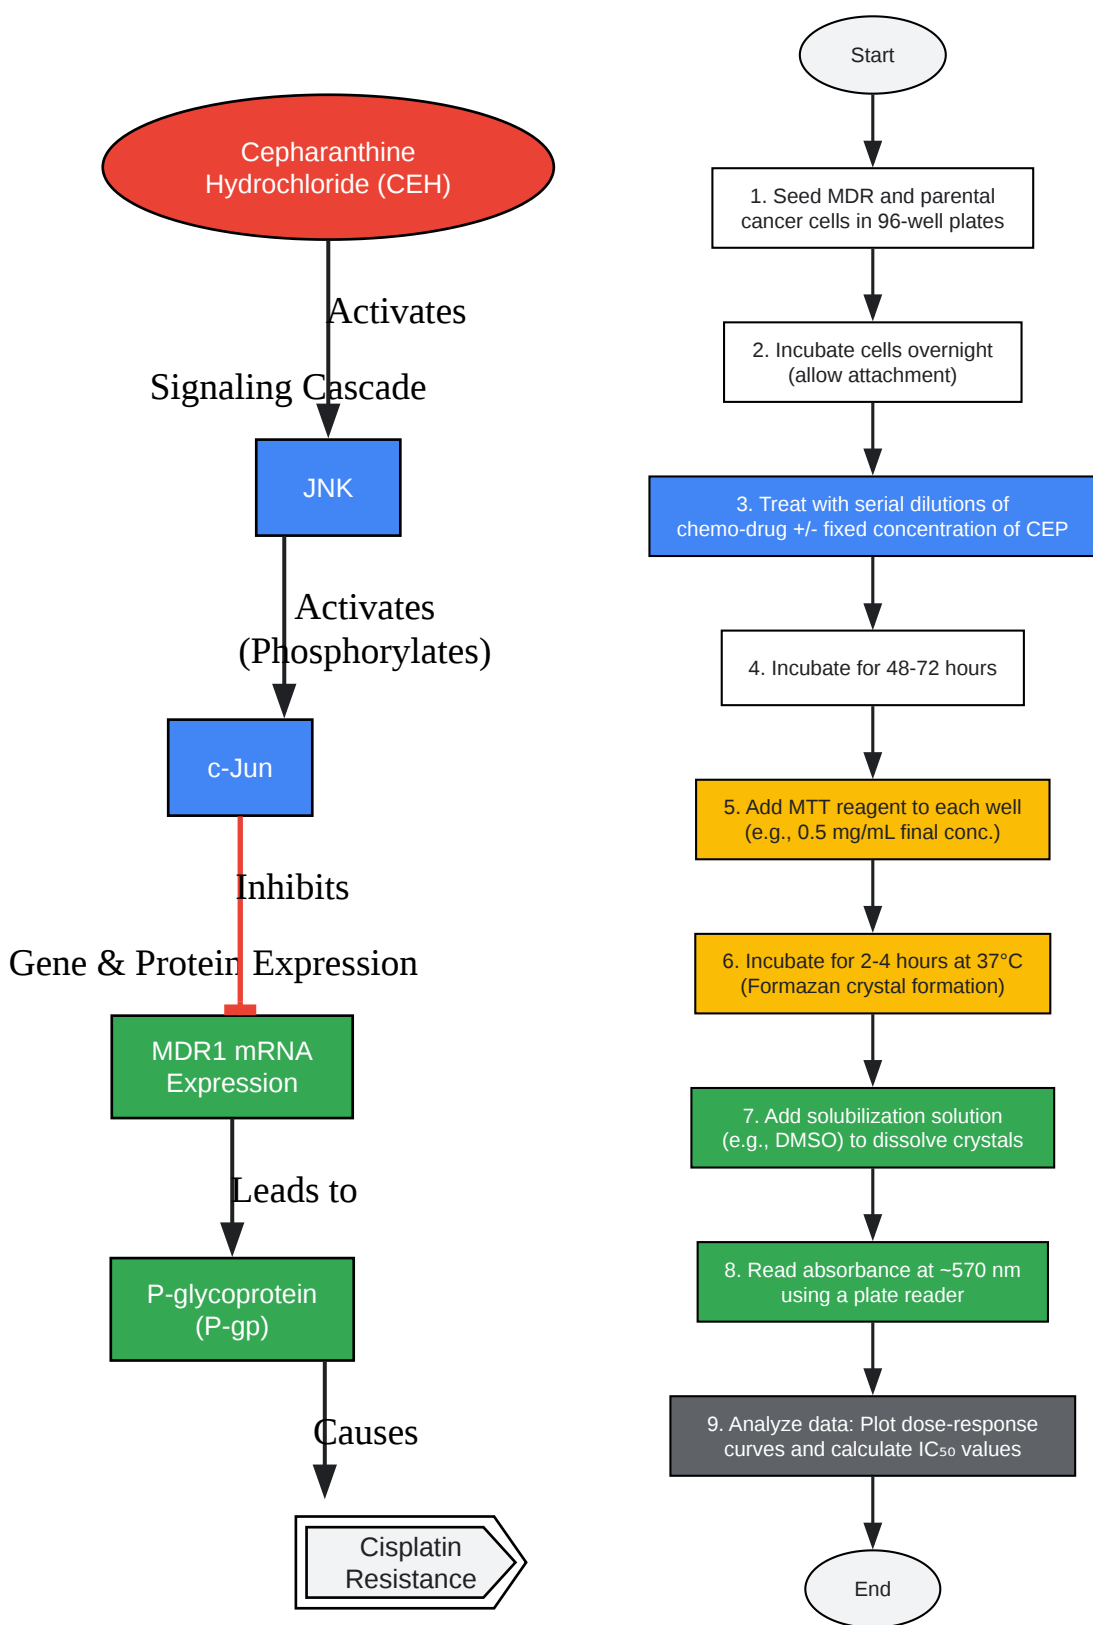 Cepharanthine
Hydrochloride (CEH)
Activates
Signaling Cascade
JNK
Activates
(Phosphorylates)
c-Jun
Inhibits
Gene & Protein Expression
MDR1 mRNA
Expression
Leads to
P-glycoprotein
(P-gp)
Causes
Cisplatin
Resistance
Start
1. Seed MDR and parental
cancer cells in 96-well plates
2. Incubate cells overnight
(allow attachment)
3. Treat with serial dilutions of
chemo-drug +/- fixed concentration of CEP
4. Incubate for 48-72 hours
5. Add MTT reagent to each well
(e.g., 0.5 mg/mL final conc.)
6. Incubate for 2-4 hours at 37°C
(Formazan crystal formation)
7. Add solubilization solution
(e.g., DMSO) to dissolve crystals
8. Read absorbance at ~570 nm
using a plate reader
9. Analyze data: Plot dose-response
curves and calculate IC₅₀ values
End